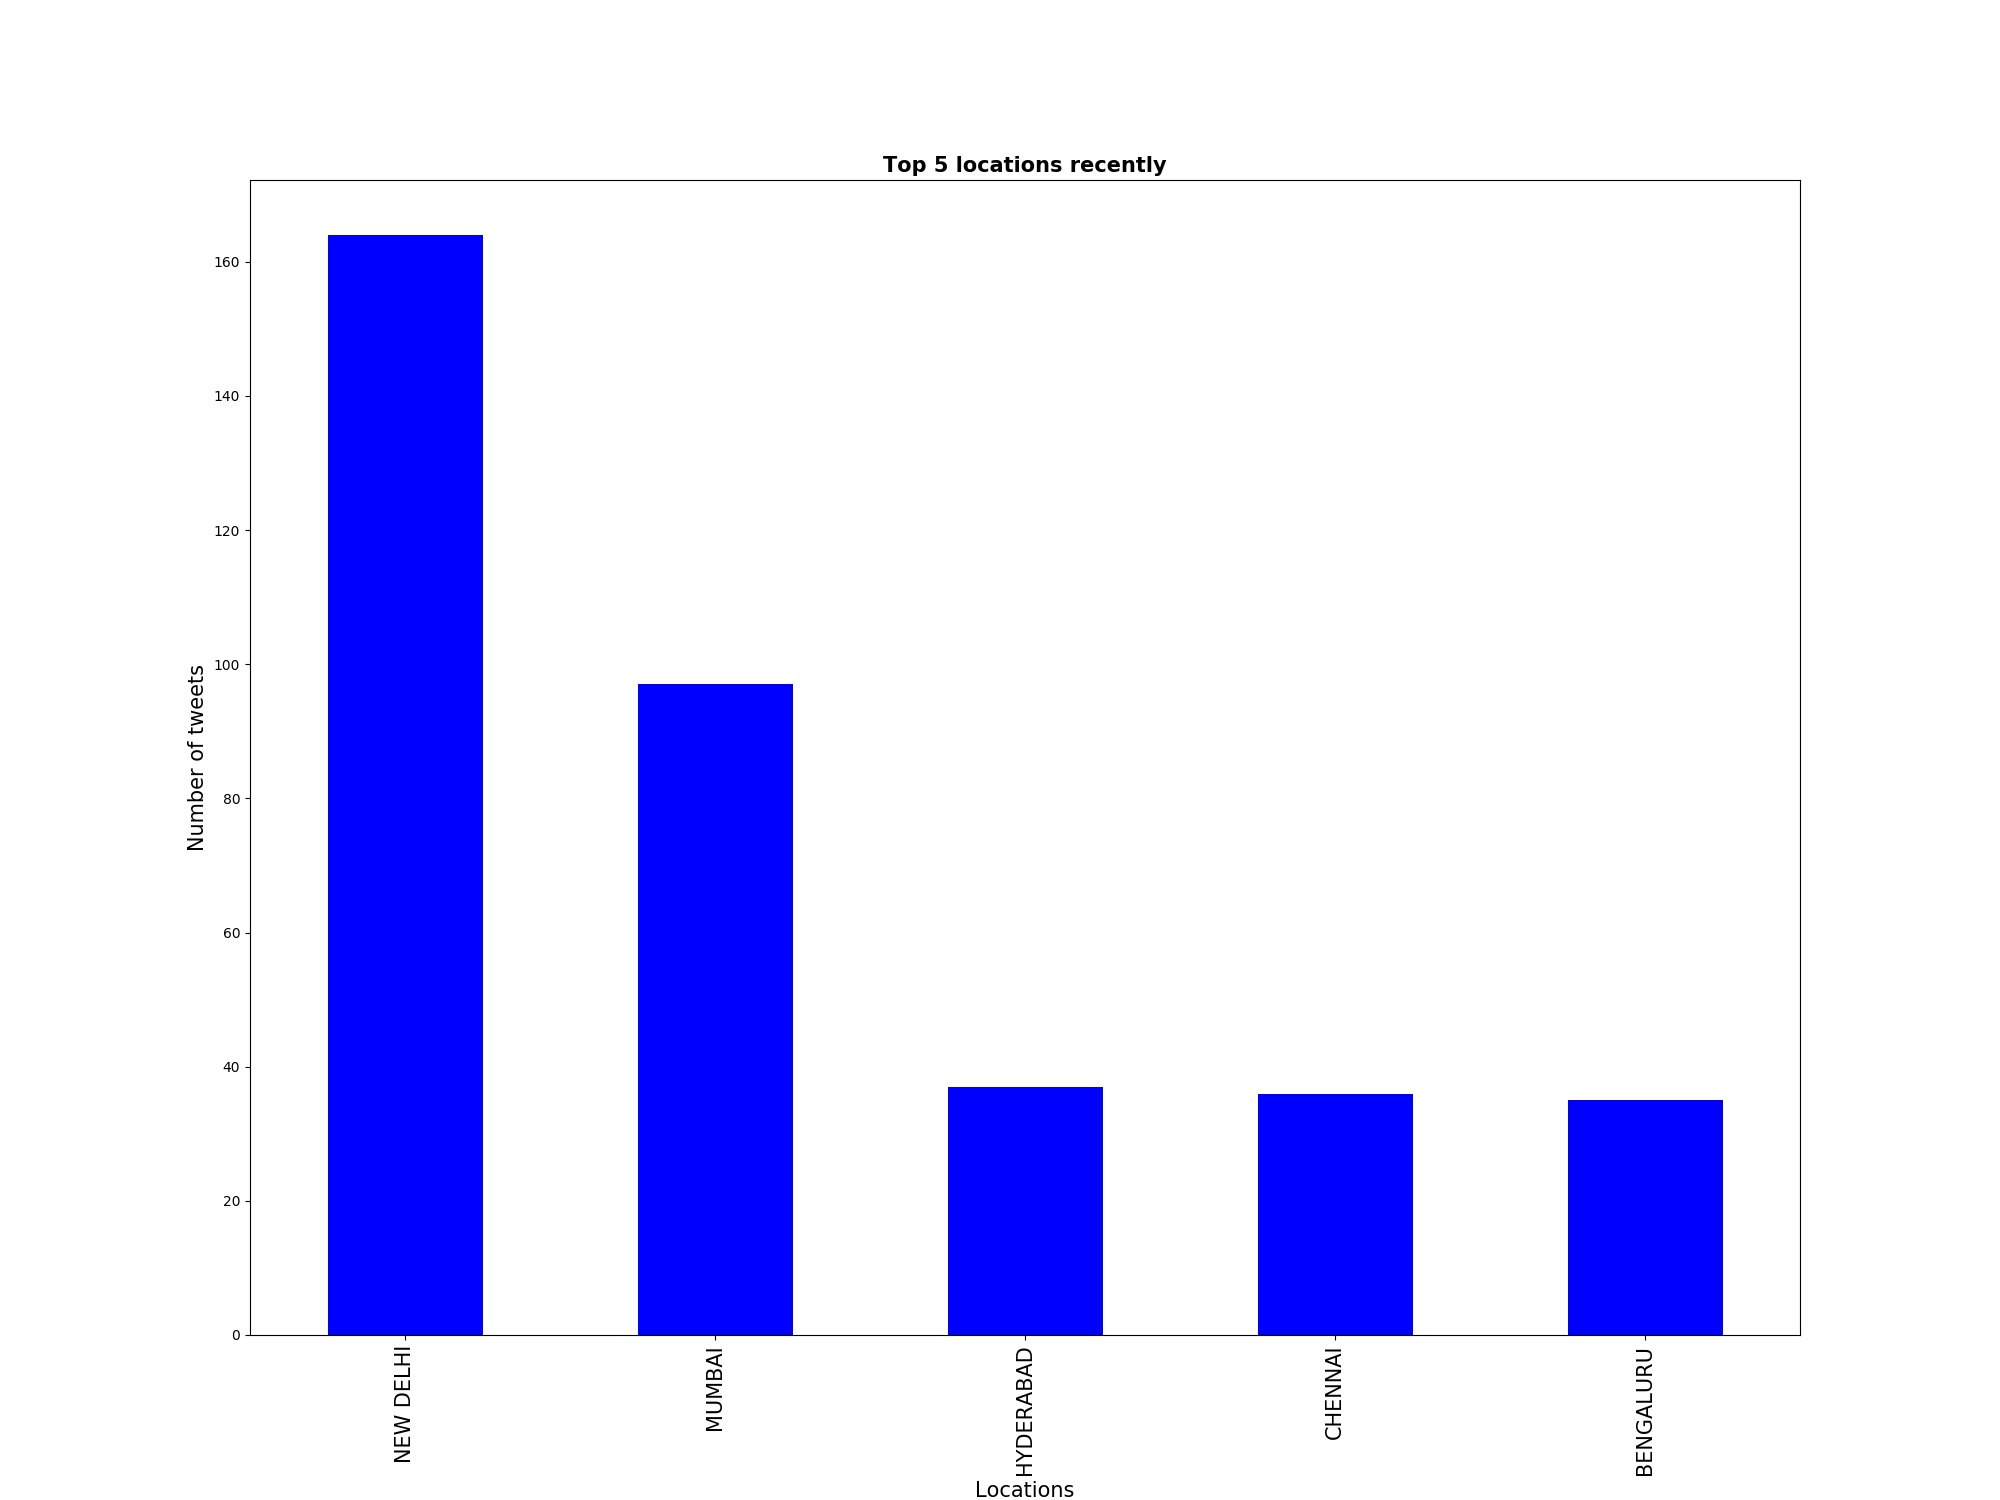 Top 5 locations recently
Number of tweets
160
140
120
100
80
60
40
20
0
NEW DELHI
MUMBAI
HYDERABAD
CHENNAI
BENGALURU
Locations